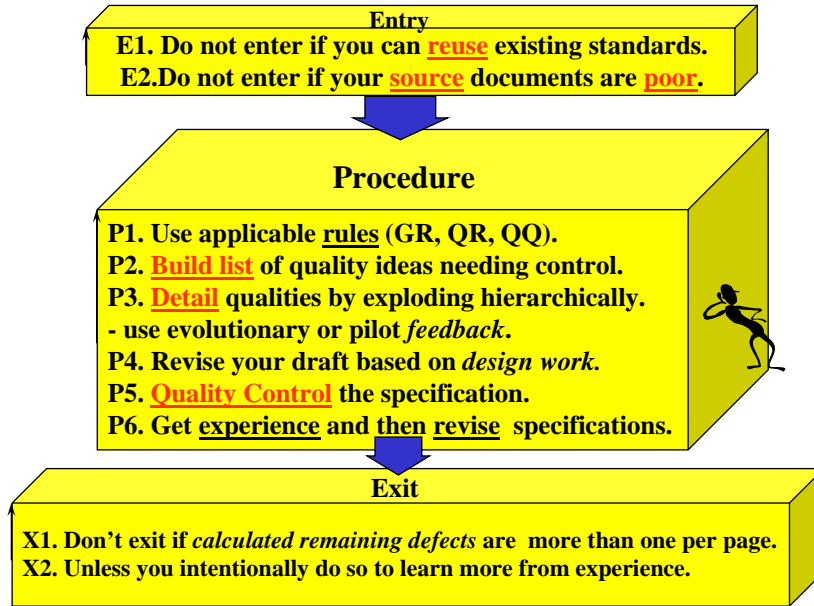 Entry
E1. Do not enter if you can reuse existing standards.
E2.Do not enter if your source documents are poor.
Procedure
P1. Use applicable rules (GR, QR, QQ).
P2. Build list of quality ideas needing control.
P3. Detail qualities by exploding hierarchically.
- use evolutionary or pilot feedback.
P4. Revise your draft based on design work.
P5. Quality Control the specification.
P6. Get experience and then revise specifications.
Exit
X1. Don't exit if calculated remaining defects are more than one per page.
X2. Unless you intentionally do so to learn more from experience.